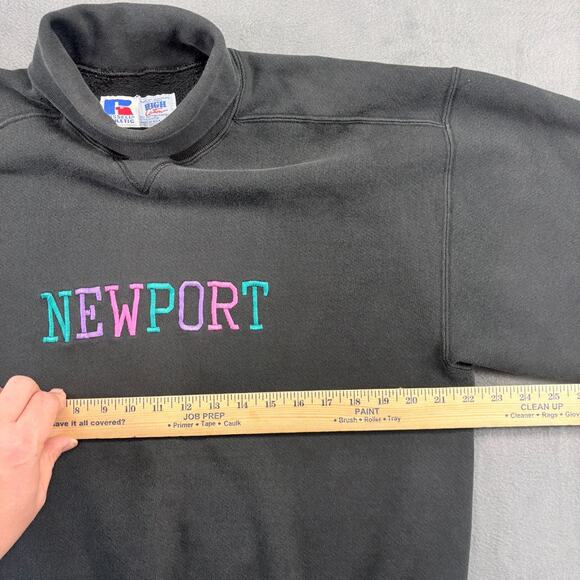 ATHLETIC
HIGH
NEWPORT
8 9 10 11 12 13 14 15 16 17 18 19 20 21 22 23 24 25
JOB PREP PAINT CLEAN UP
ave it all covered? • Primer • Tape • Caulk • Brush • Roller • Tray • Cleaner • Rags • Glov